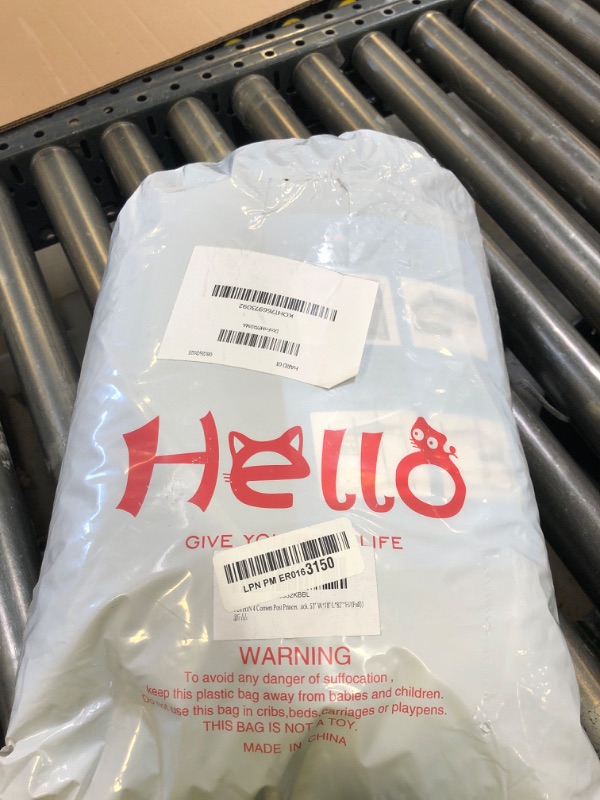 KOHT766973092
Hello
GIVE YO LIFE
LPN PM ER0163150
WARNING
To avoid any danger of suffocation ,
keep this plastic bag away from babies and children.
Do not use this bag in cribs,beds,carriages or playpens.
THIS BAG IS NOT A TOY.
MADE IN CHINA